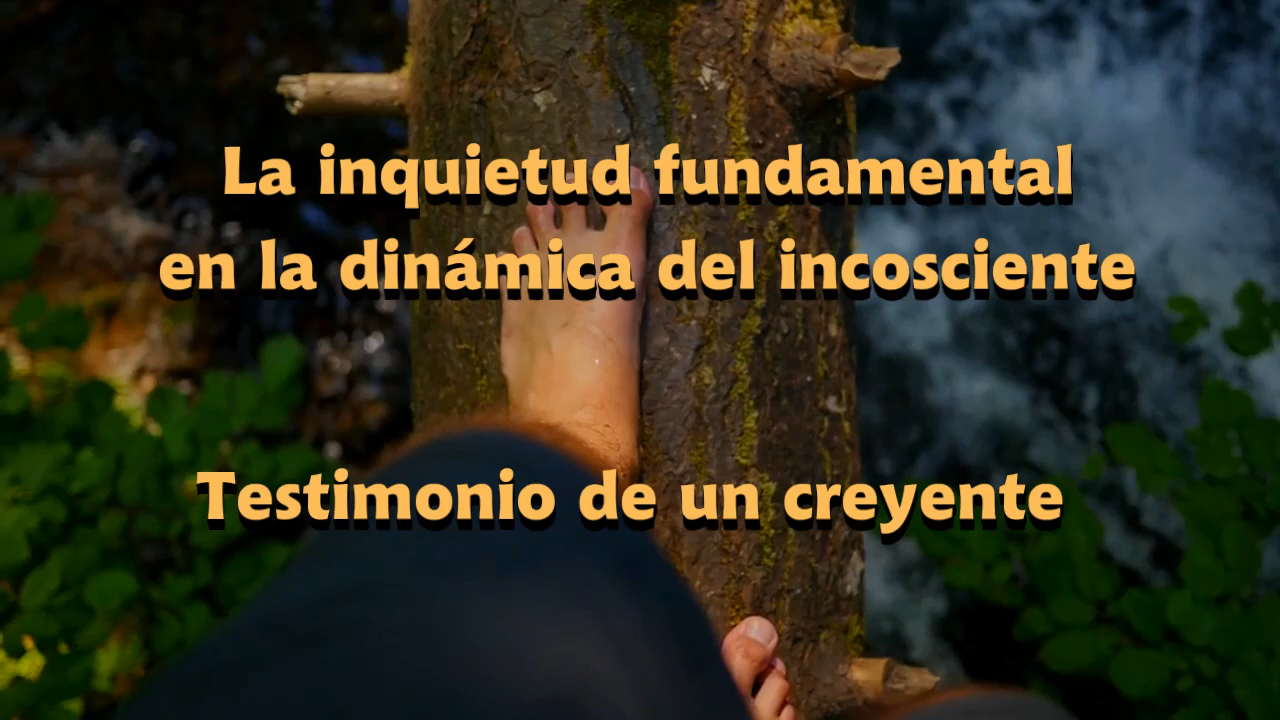 La inquietud fundamental
en la dinámica del incosciente
Testimonio de un creyente